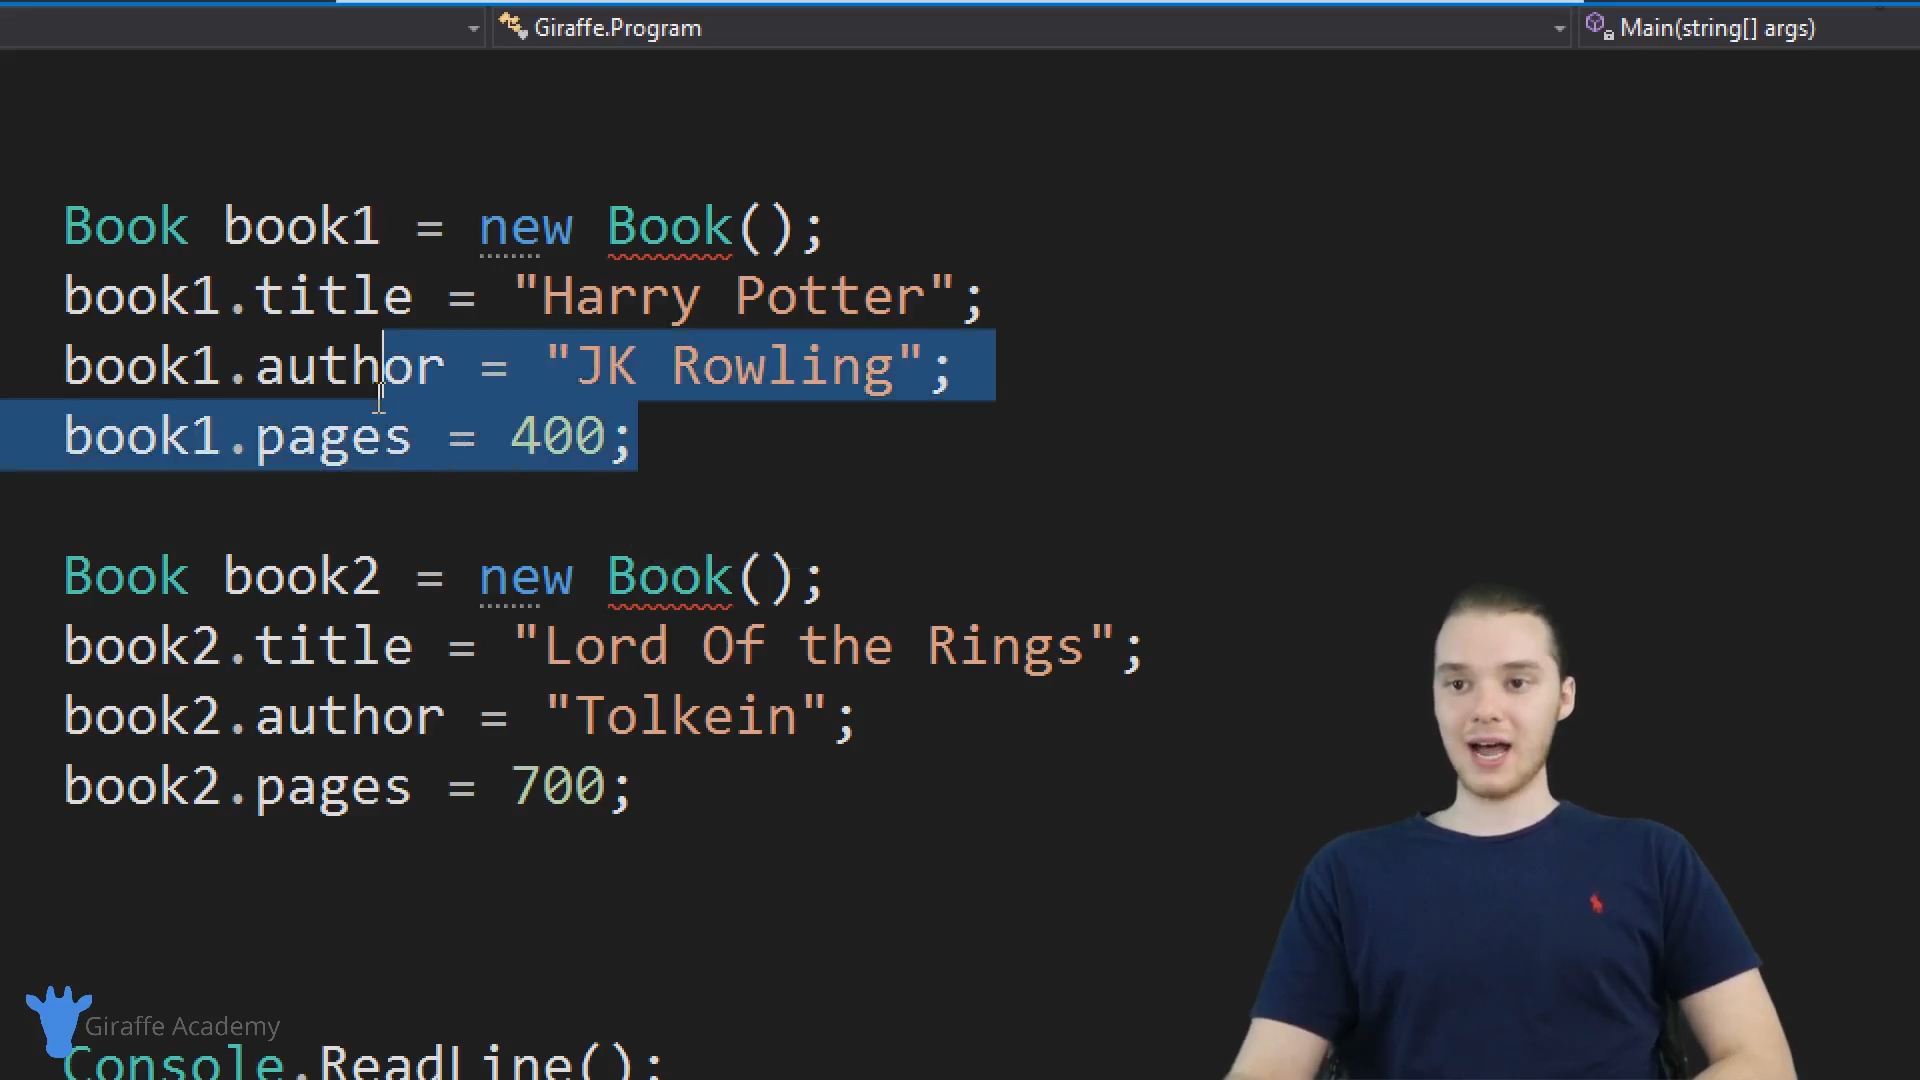 Giraffe.Program
Main(string[] args)
Book book1 = new Book();
book1.title = "Harry Potter";
book1.author = "JK Rowling";
book1.pages = 400;
Book book2 = new Book();
book2.title = "Lord Of the Rings";
book2.author = "Tolkein";
book2.pages = 700;
Giraffe Academy
Console.ReadLine();